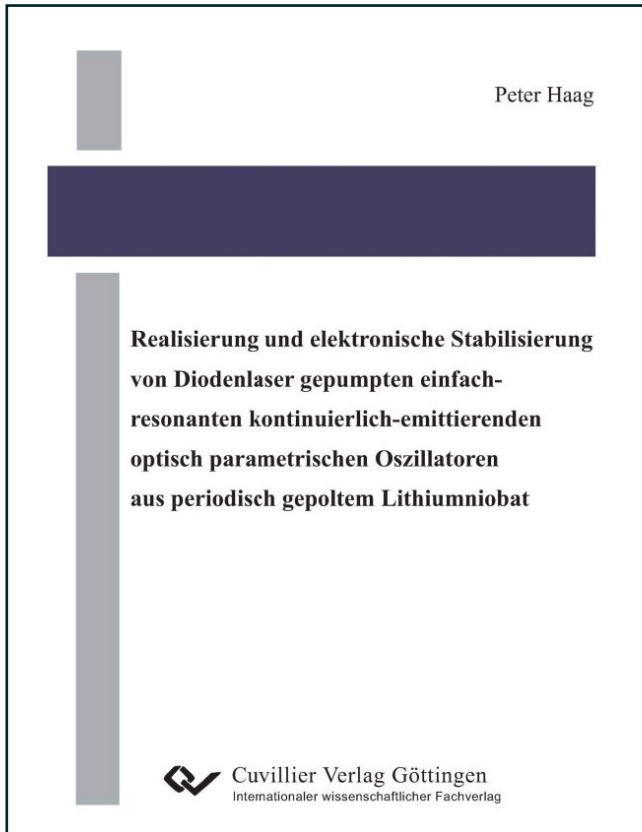 Peter Haag
Realisierung und elektronische Stabilisierung
von Diodenlaser gepumpten einfach-
resonanten kontinuierlich-emittierenden
optisch parametrischen Oszillatoren
aus periodisch gepoltem Lithiumniobat
Cuvillier Verlag Göttingen
Internationaler wissenschaftlicher Fachverlag